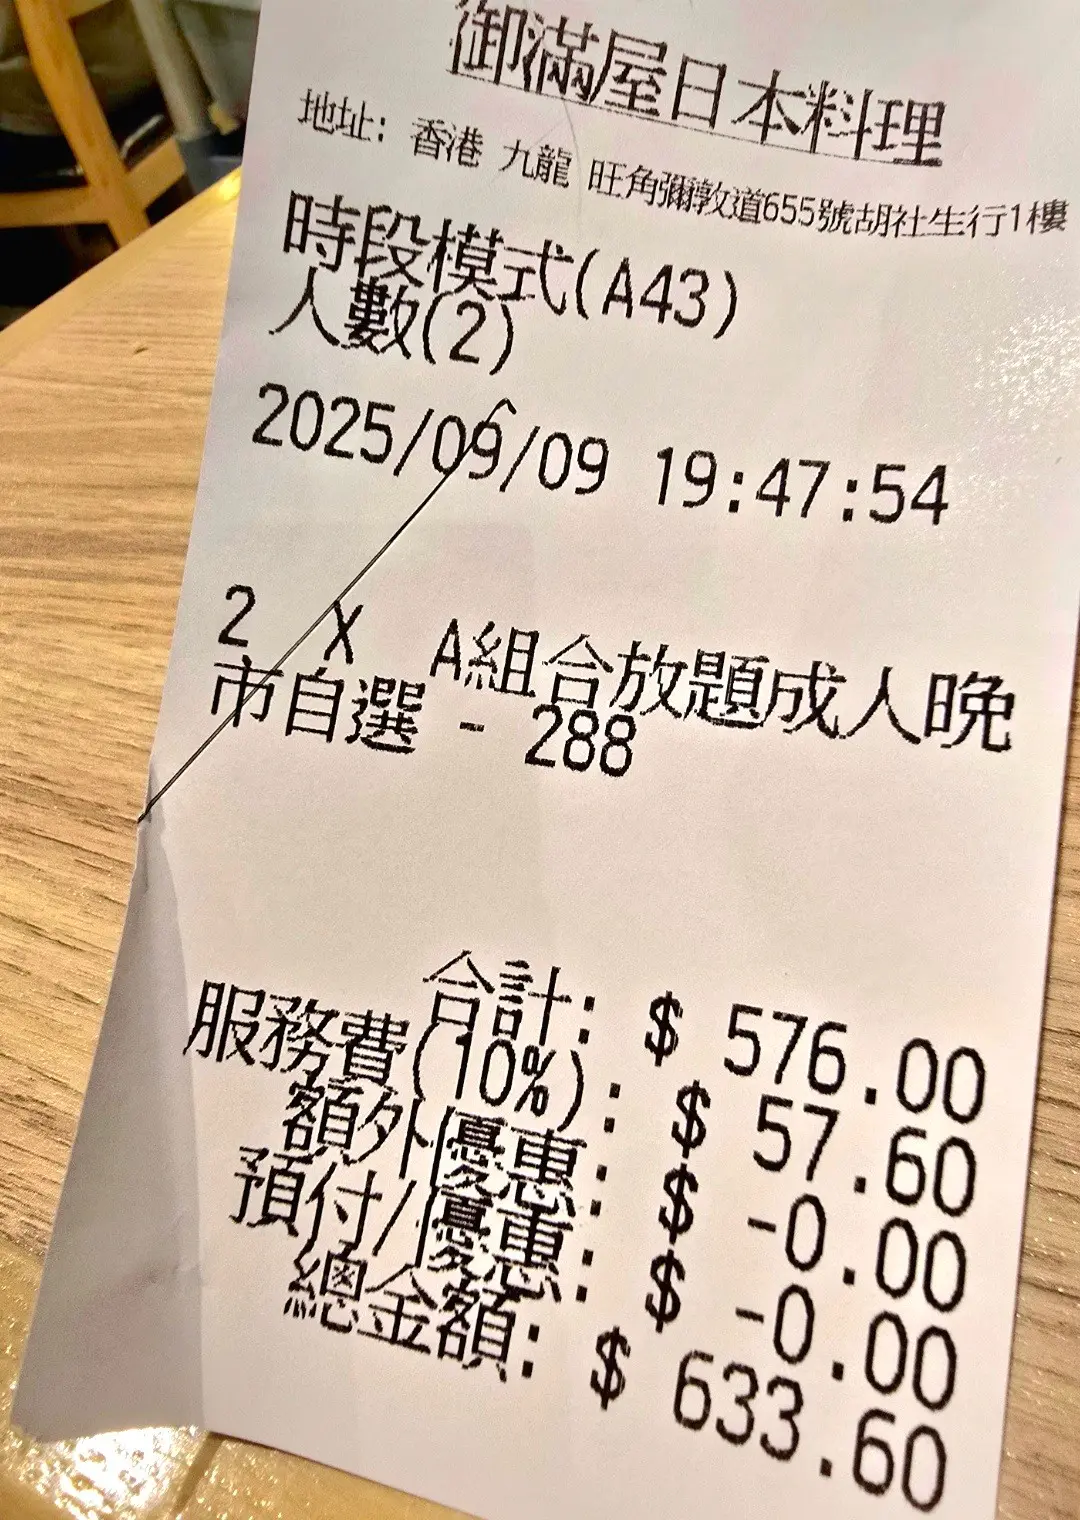 御滿屋日本料理
地址: 香港 九龍 旺角彌敦道655號胡社生行1樓
時段模式(A43)
人數(2)
2025/09/09 19:47:54
2 X A組合放題成人晚
市自選 - 288
合計: $ 576.00
服務費(10%): $ 57.60
額外優惠: $ -0.00
預付/優惠: $ -0.00
總金額: $ 633.60